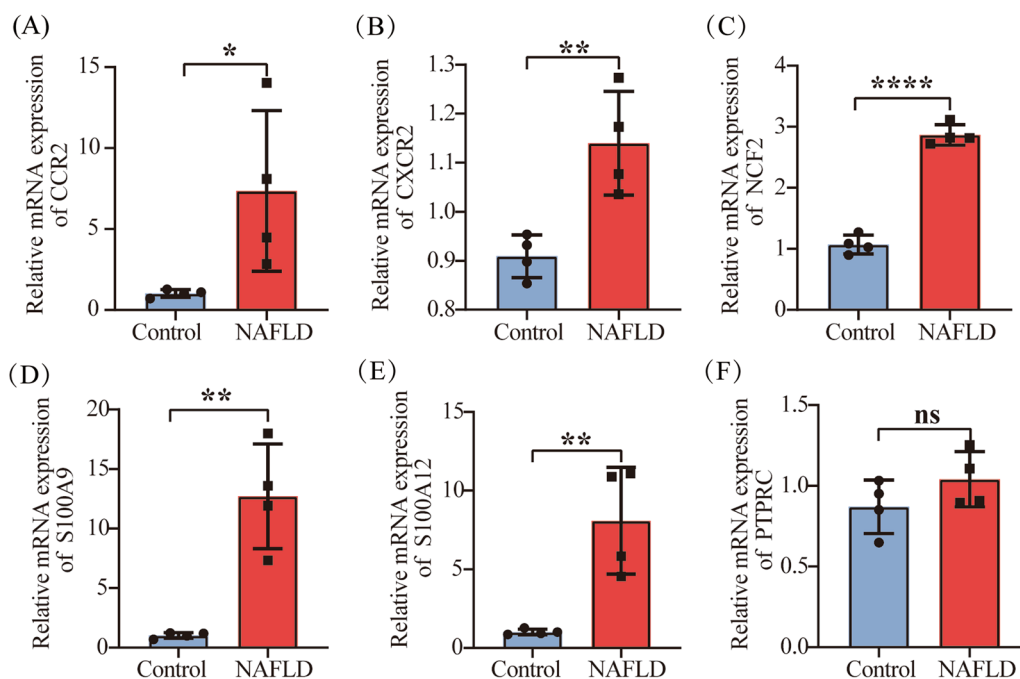 (A)
Relative mRNA expression
of CCR2
15
10
5
0
*
Control
NAFLD
(B)
Relative mRNA expression
of CXCR2
1.3
1.2
1.1
1.0
0.9
0.8
**
Control
NAFLD
(C)
Relative mRNA expression
of NCF2
4
3
2
1
0
****
Control
NAFLD
(D)
Relative mRNA expression
of S100A9
20
15
10
5
0
**
Control
NAFLD
(E)
Relative mRNA expression
of S100A12
15
10
5
0
**
Control
NAFLD
(F)
Relative mRNA expression
of PTPRC
1.5
1.0
0.5
0.0
ns
Control
NAFLD